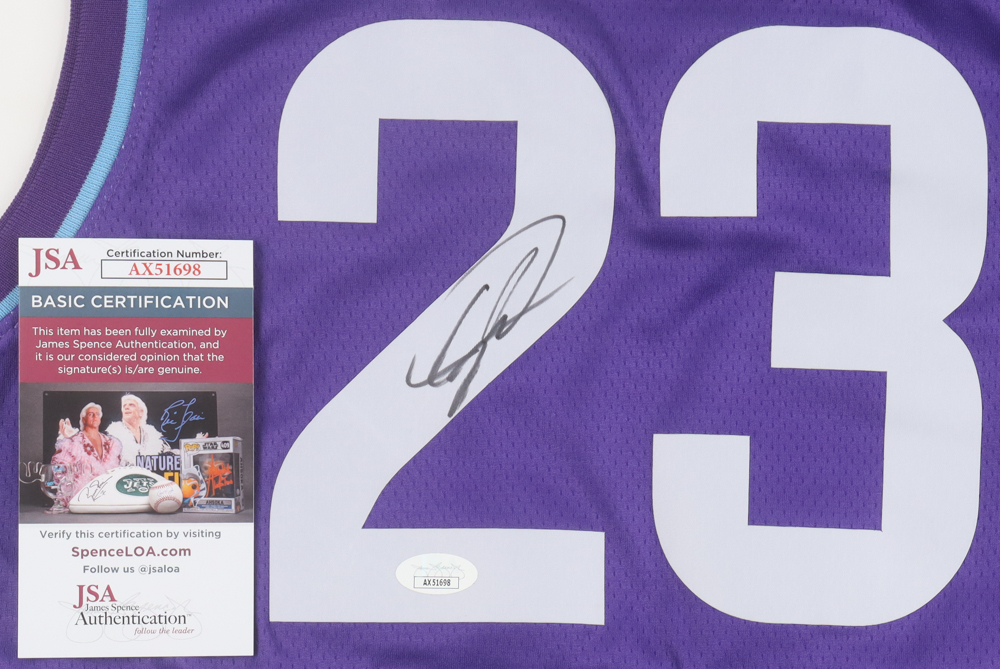 23
JSA
Certification Number:
AX51698
BASIC CERTIFICATION
This item has been fully examined by
James Spence Authentication, and
it is our considered opinion that the
signature(s) is/are genuine.
NATURE
JETS
Verify this certification by visiting
SpenceLOA.com
Follow us @jsaloa
JSA
James Spence
Authentication
follow the leader
AX51698